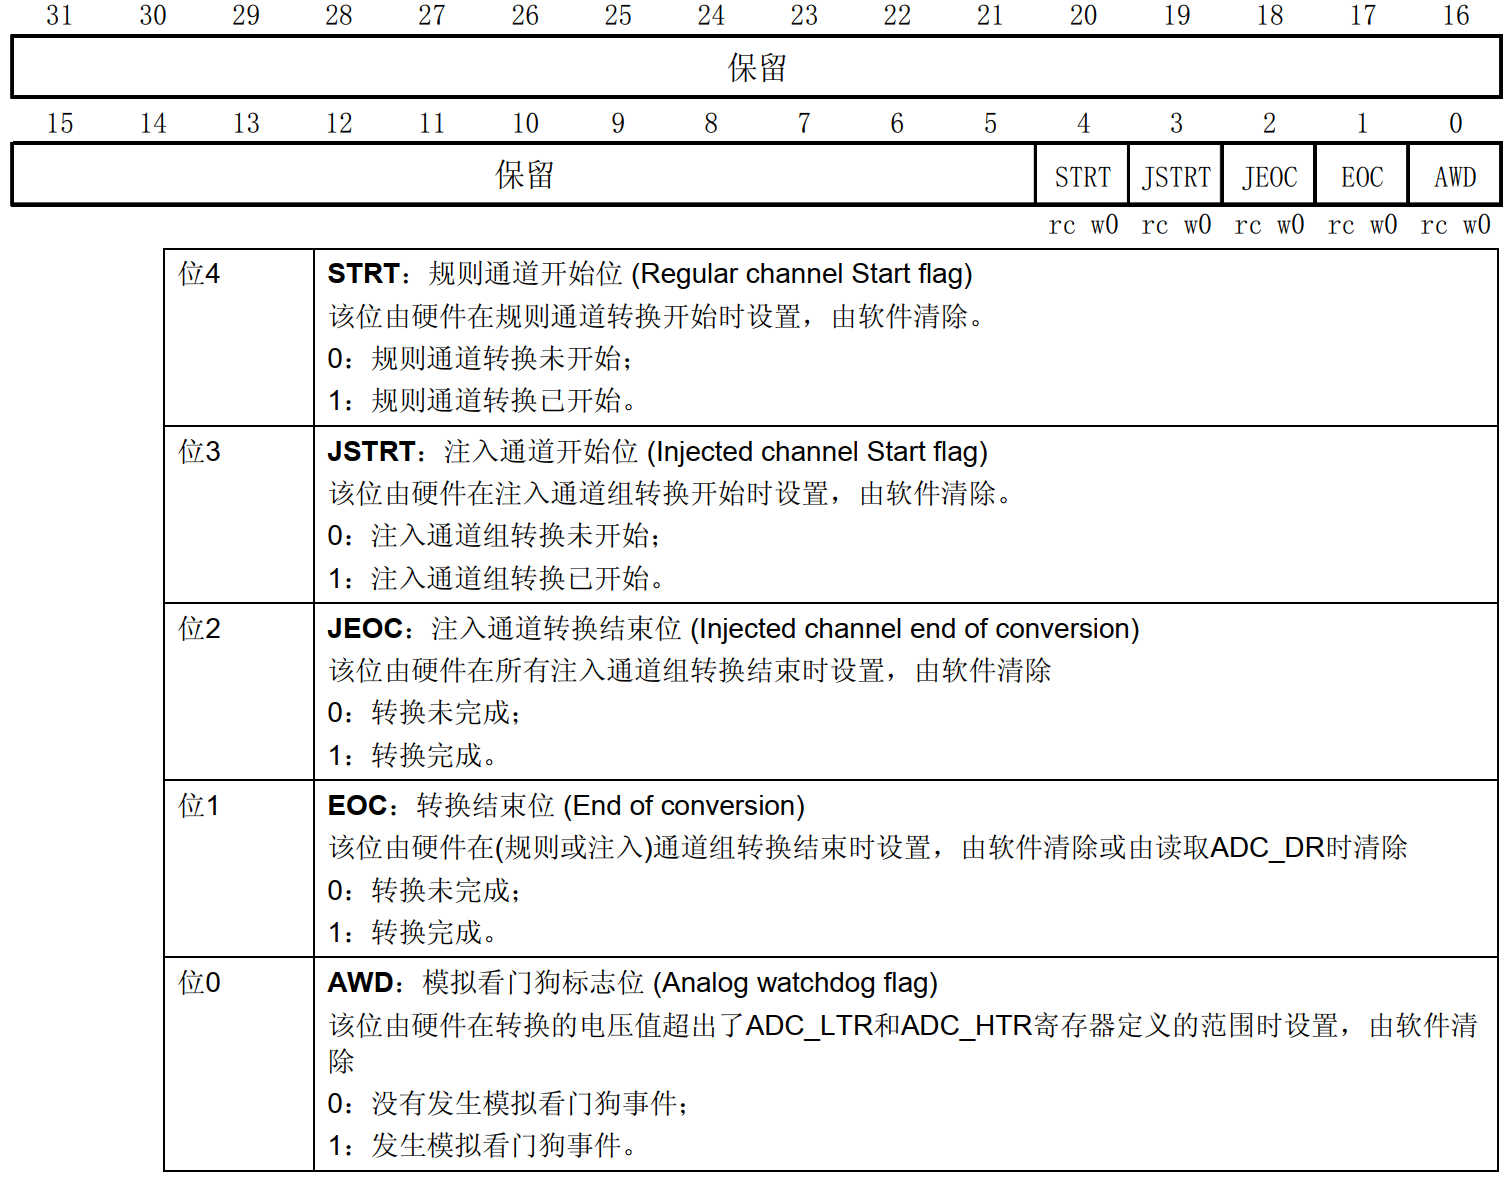 31 30 29 28 27 26 25 24 23 22 21 20 19 18 17 16
保留
15 14 13 12 11 10 9 8 7 6 5 4 3 2 1 0
保留 STRT JSTRT JEOC EOC AWD
rc w0 rc w0 rc w0 rc w0 rc w0
位4 STRT：规则通道开始位 (Regular channel Start flag)
该位由硬件在规则通道转换开始时设置，由软件清除。
0：规则通道转换未开始；
1：规则通道转换已开始。
位3 JSTRT：注入通道开始位 (Injected channel Start flag)
该位由硬件在注入通道组转换开始时设置，由软件清除。
0：注入通道组转换未开始；
1：注入通道组转换已开始。
位2 JEOC：注入通道转换结束位 (Injected channel end of conversion)
该位由硬件在所有注入通道组转换结束时设置，由软件清除
0：转换未完成；
1：转换完成。
位1 EOC：转换结束位 (End of conversion)
该位由硬件在(规则或注入)通道组转换结束时设置，由软件清除或由读取ADC_DR时清除
0：转换未完成；
1：转换完成。
位0 AWD：模拟看门狗标志位 (Analog watchdog flag)
该位由硬件在转换的电压值超出了ADC_LTR和ADC_HTR寄存器定义的范围时设置，由软件清
除
0：没有发生模拟看门狗事件；
1：发生模拟看门狗事件。